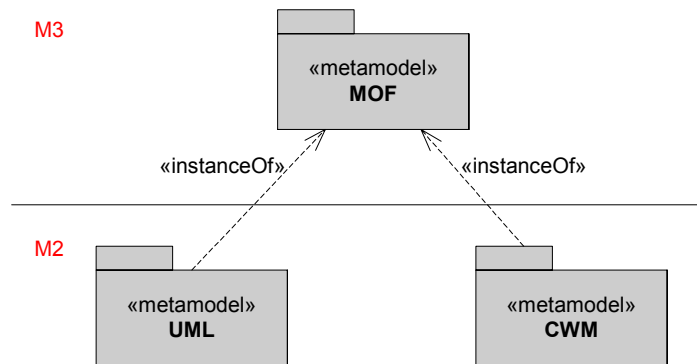 M3
«metamodel»
MOF
«instanceOf»
«instanceOf»
M2
«metamodel»
UML
«metamodel»
CWM